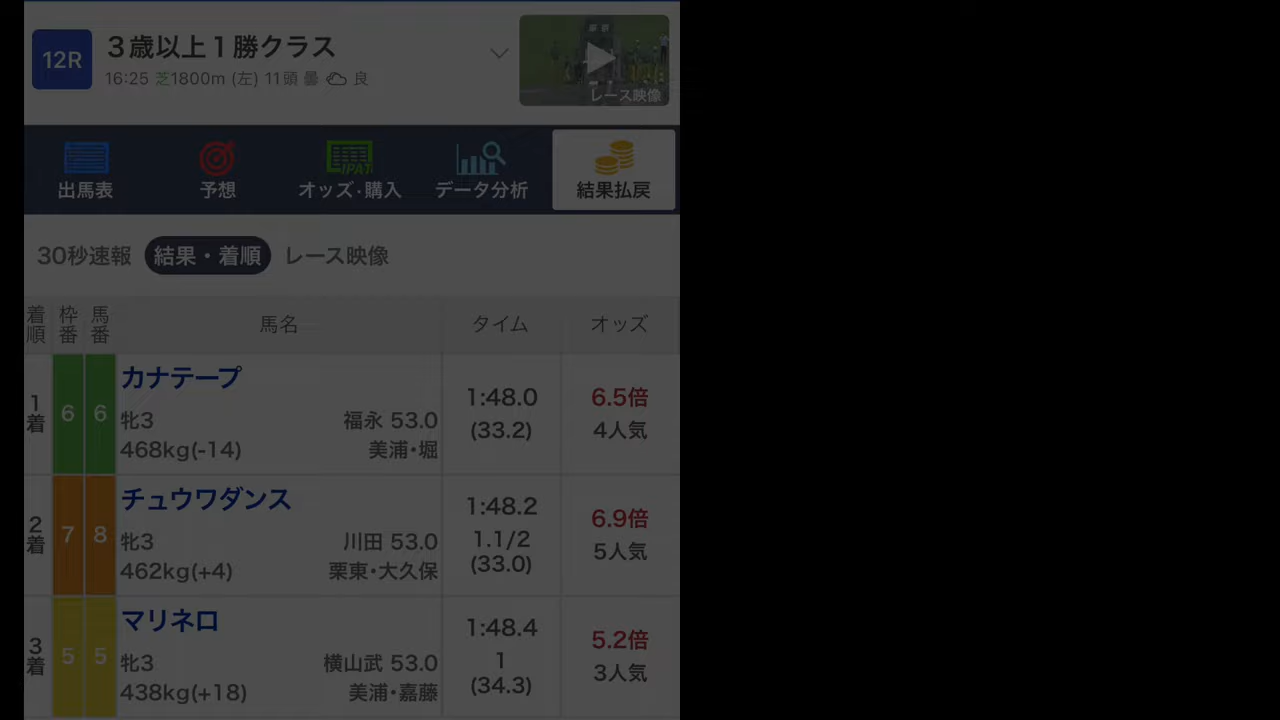 12R
3歳以上1勝クラス
16:25 芝1800m (左) 11頭 曇 良
レース映像
出馬表 予想 オッズ・購入 データ分析 結果払戻
IPAT
30秒速報 結果・着順 レース映像
着順 枠番 馬番 馬名 タイム オッズ
1着 6 6 カナテープ 1:48.0 6.5倍
牝3 福永 53.0 (33.2) 4人気
468kg(-14) 美浦・堀
2着 7 8 チュウワダンス 1:48.2 6.9倍
牝3 川田 53.0 1.1/2 5人気
462kg(+4) 栗東・大久保 (33.0)
3着 5 5 マリネロ 1:48.4 5.2倍
牝3 横山武 53.0 1 3人気
438kg(+18) 美浦・嘉藤 (34.3)